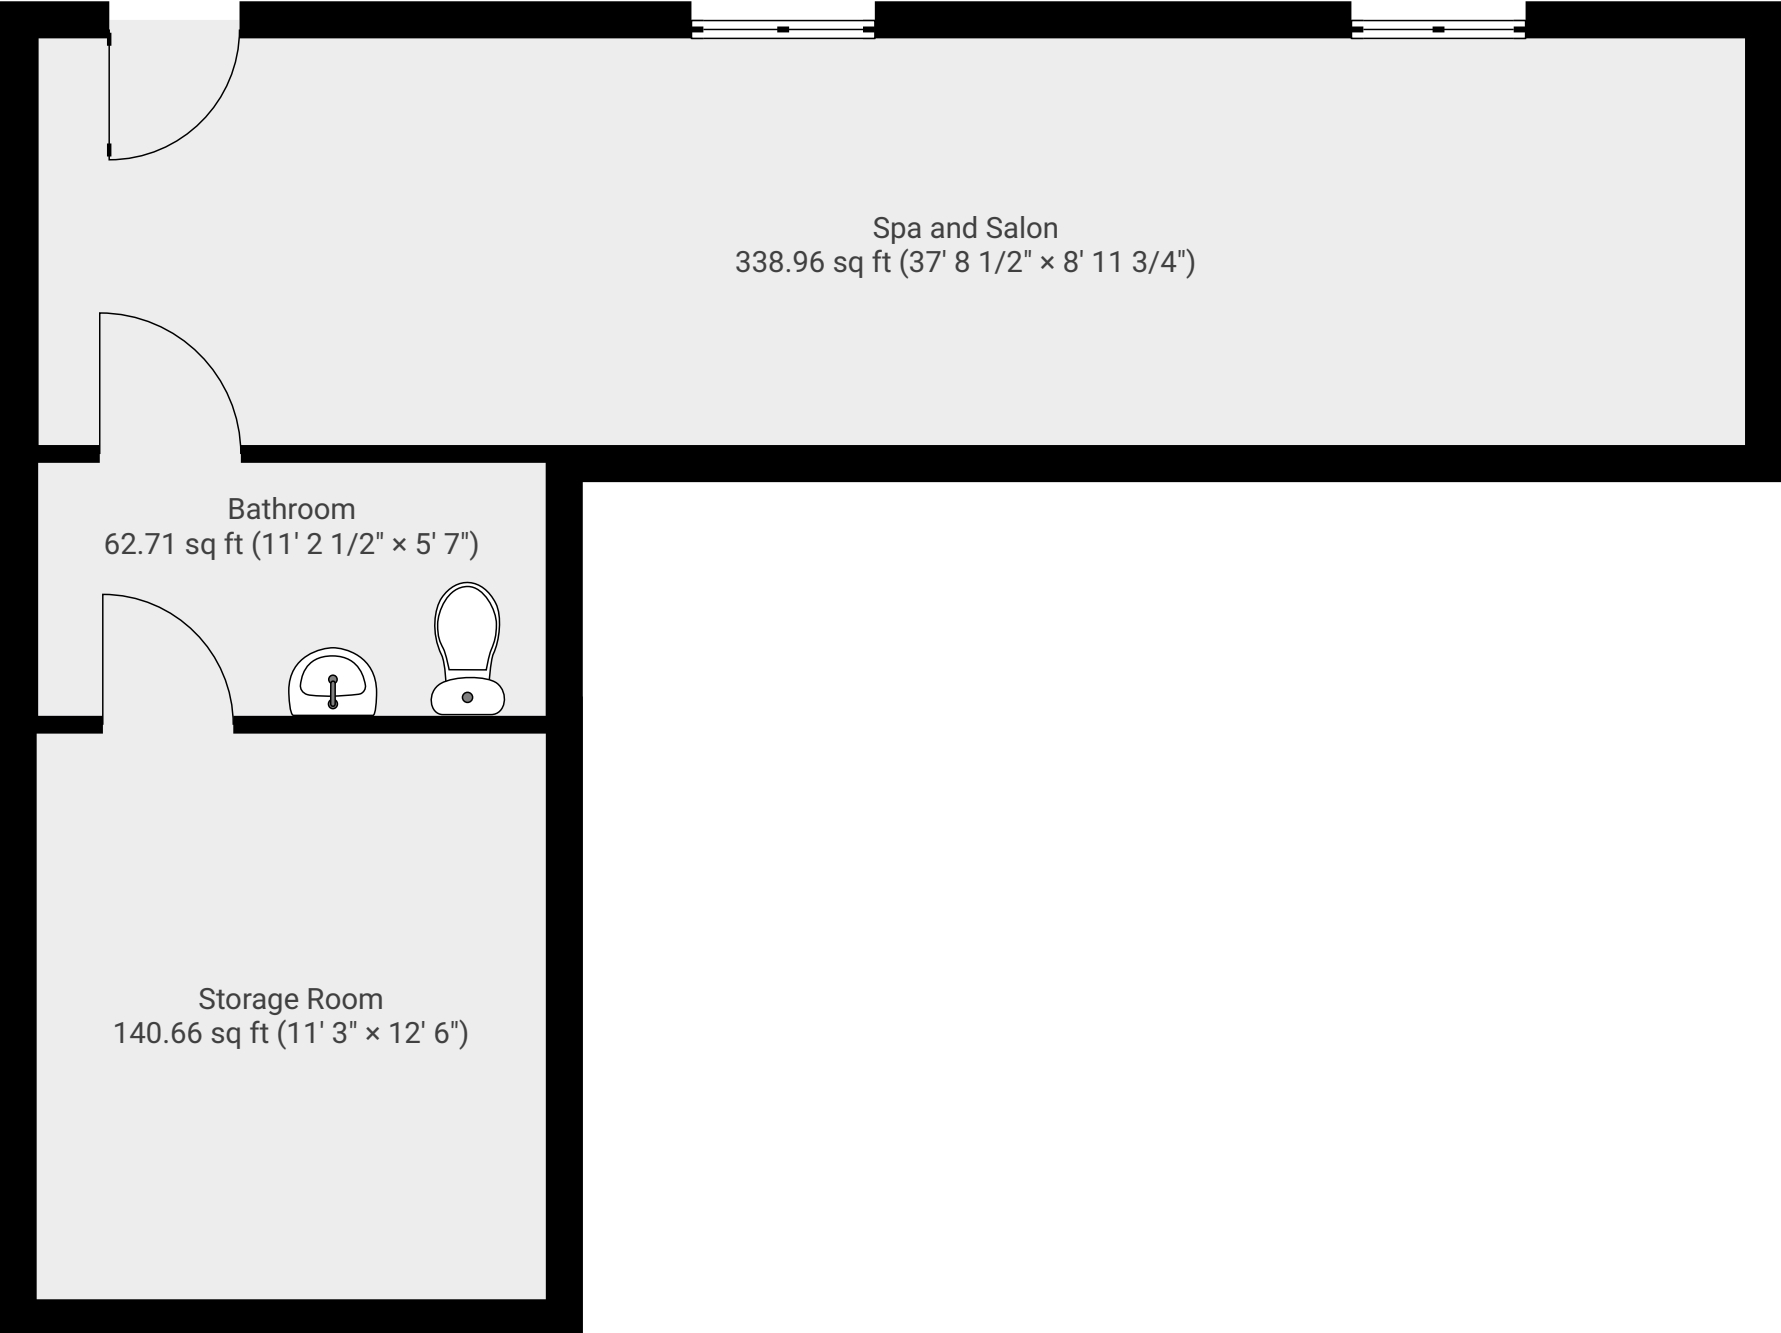 Spa and Salon
338.96 sq ft (37' 8 1/2" × 8' 11 3/4")
Bathroom
62.71 sq ft (11' 2 1/2" × 5' 7")
Storage Room
140.66 sq ft (11' 3" × 12' 6")